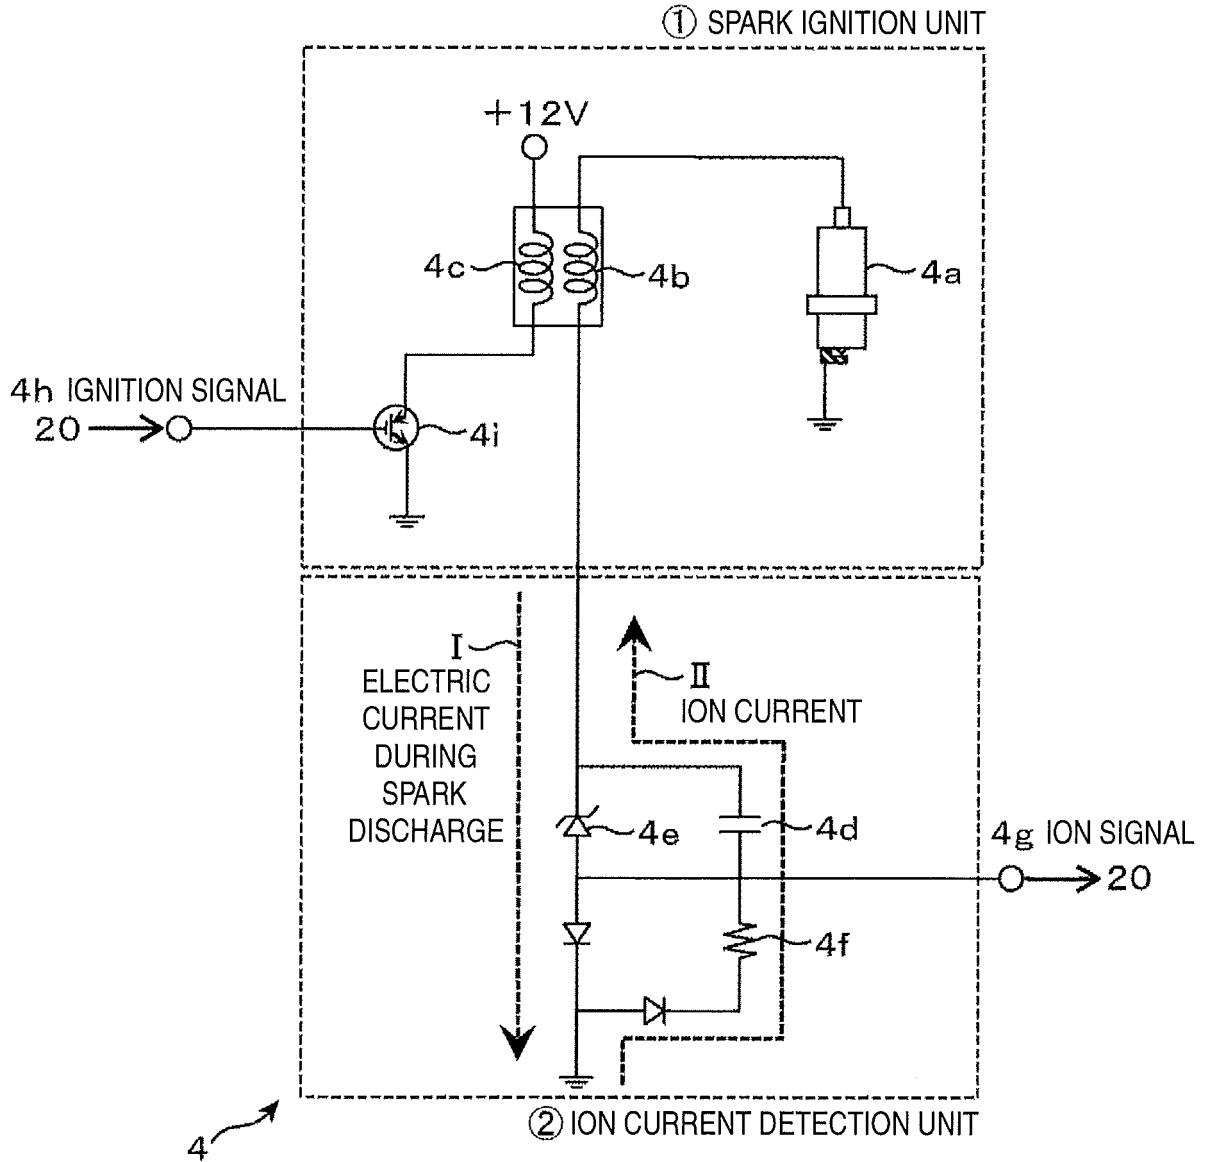 ① SPARK IGNITION UNIT
+12V
4c
4b
4a
4h IGNITION SIGNAL
20
4i
I
ELECTRIC
CURRENT
DURING
SPARK
DISCHARGE
II
ION CURRENT
4e
4d
4g ION SIGNAL
20
4f
4
② ION CURRENT DETECTION UNIT